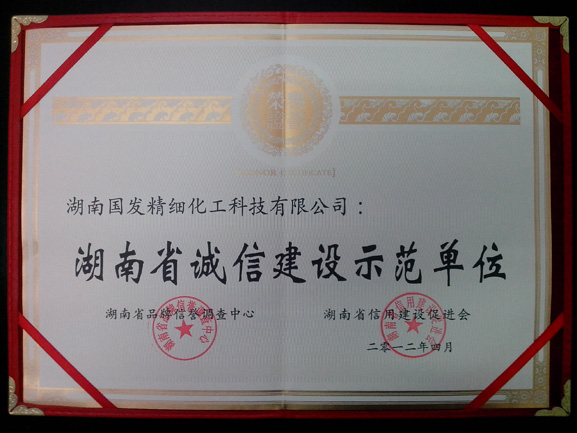 [HONOR CERTIFICATE]
湖南国发精细化工科技有限公司：
湖南省诚信建设示范单位
湖南省品牌信誉调查中心 湖南省信用建设促进会
二零一二年四月